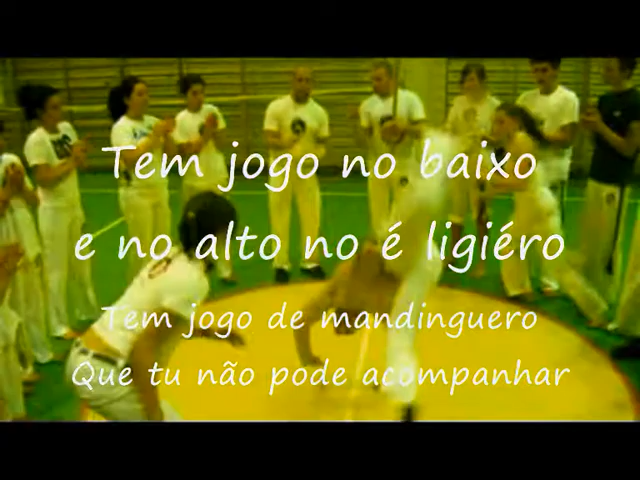 Tem jogo no baixo
e no alto no é ligiéro
Tem jogo de mandinguero
Que tu não pode acompanhar